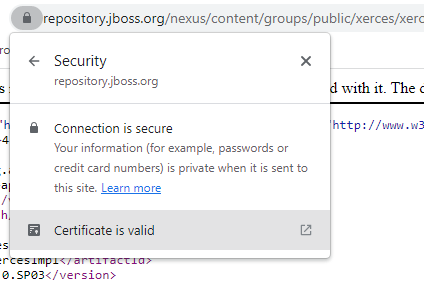 repository.jboss.org/nexus/content/groups/public/xerces/xerc
Security
repository.jboss.org
d with it. The d
Connection is secure
"http://www.w3
Your information (for example, passwords or
credit card numbers) is private when it is sent to
this site. Learn more
Certificate is valid
ercesImpl</artifactId>
0.SP03</version>